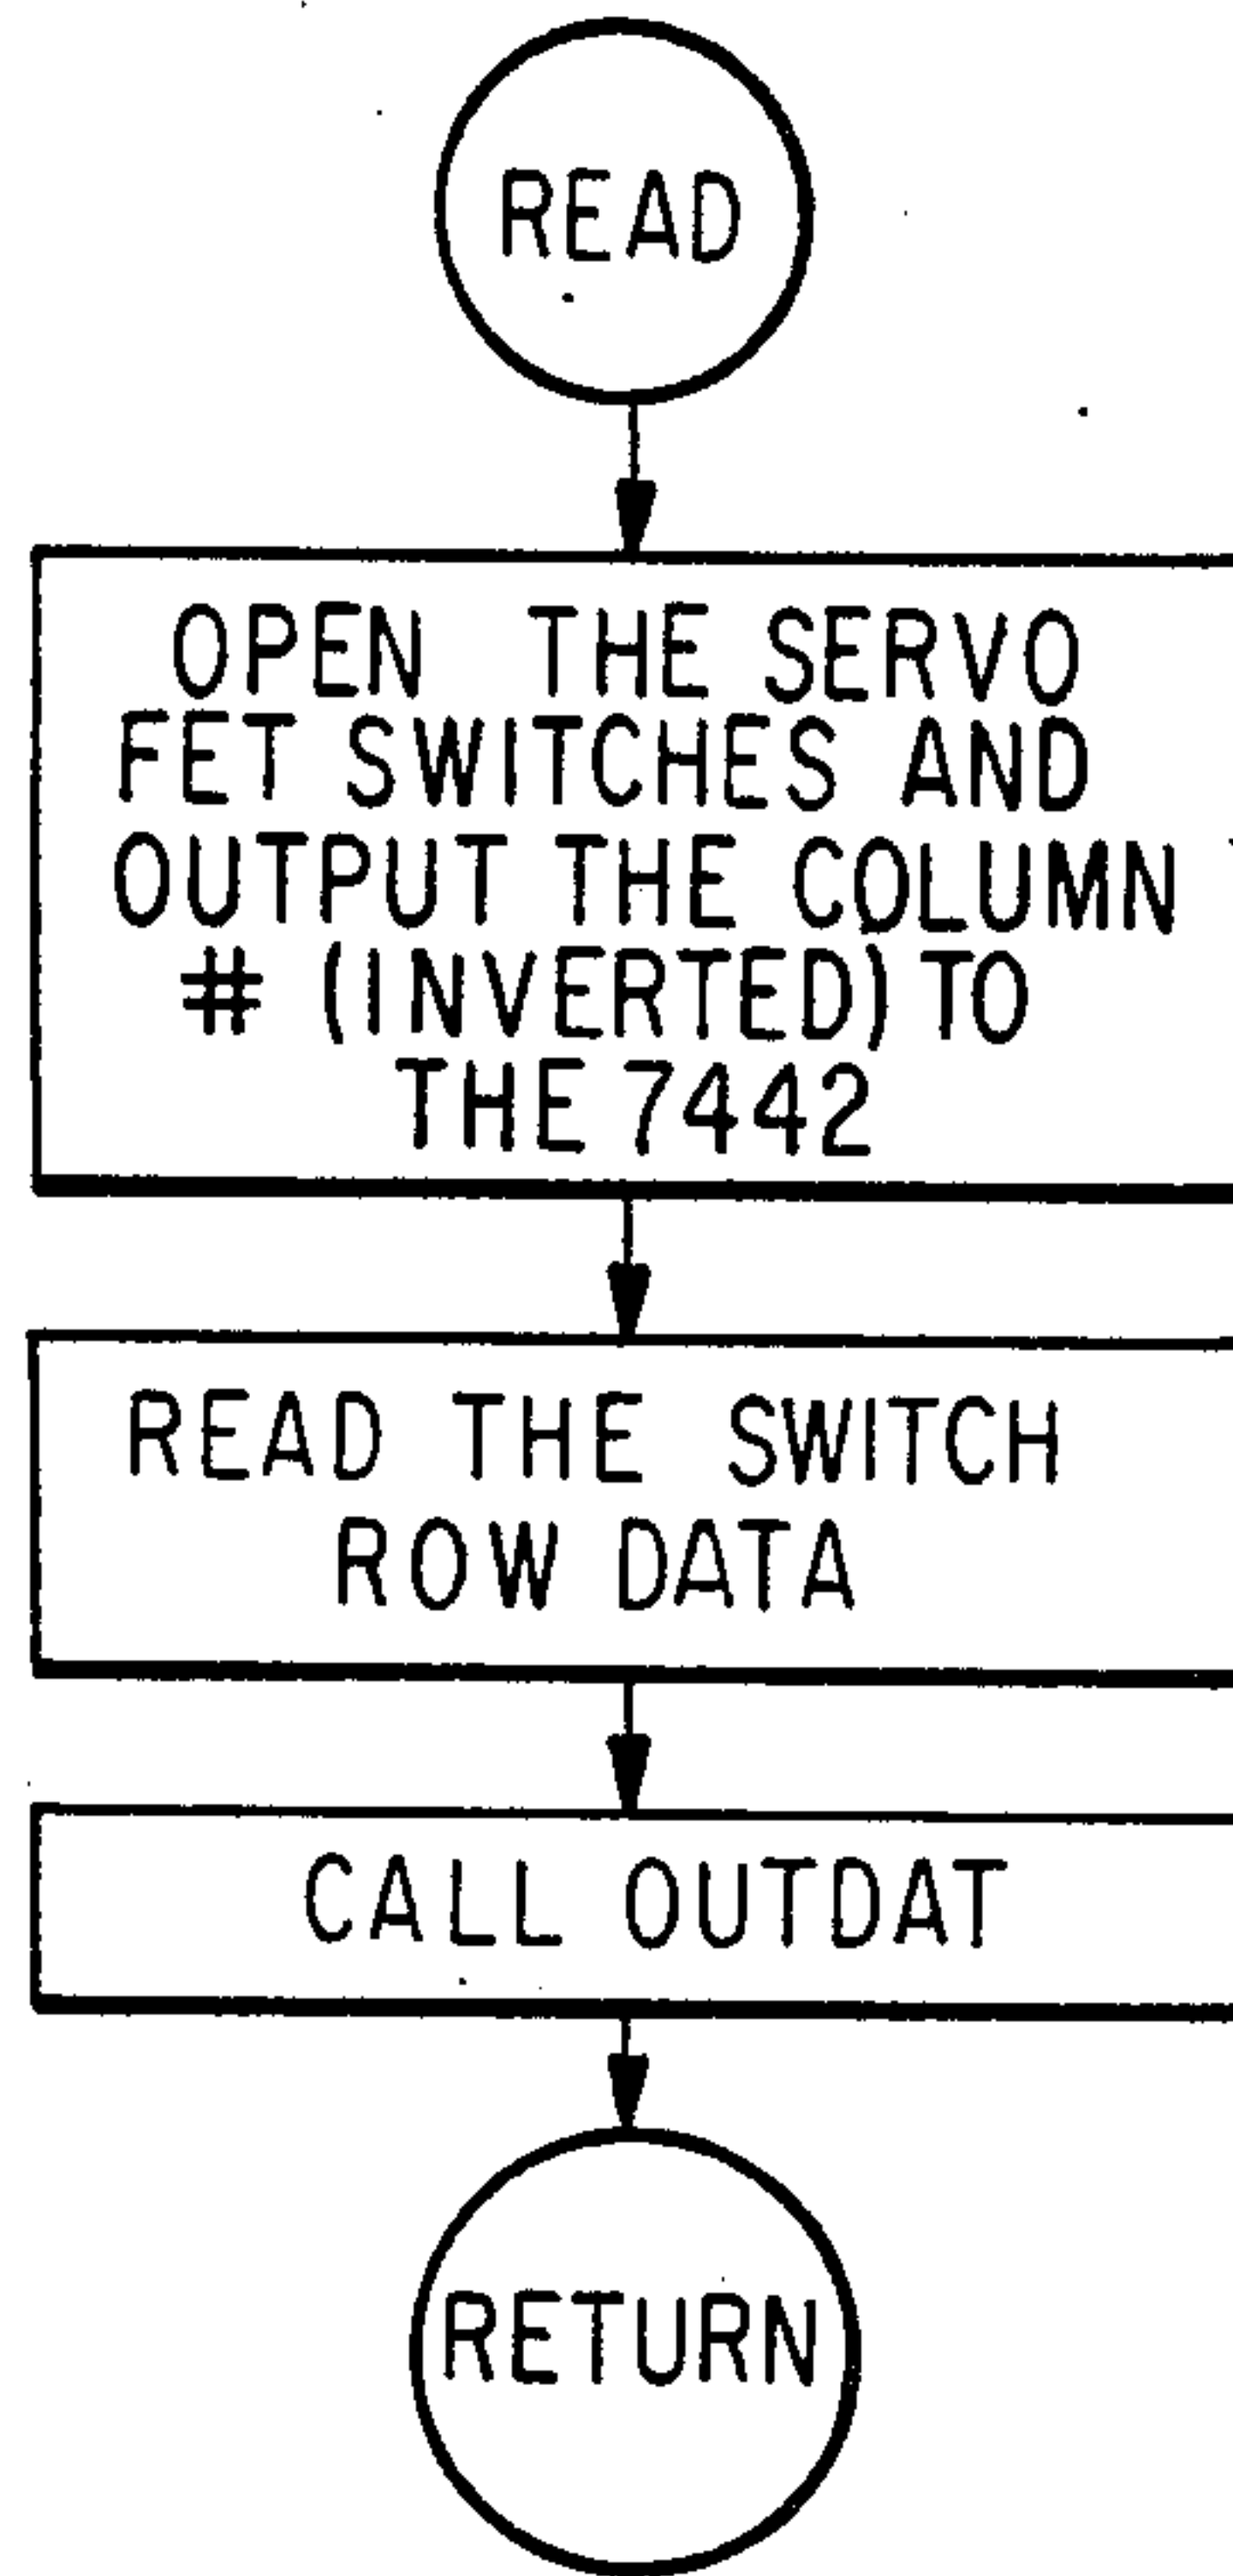 READ
OPEN THE SERVO
FET SWITCHES AND
OUTPUT THE COLUMN
# (INVERTED) TO
THE 7442
READ THE SWITCH
ROW DATA
CALL OUTDAT
RETURN